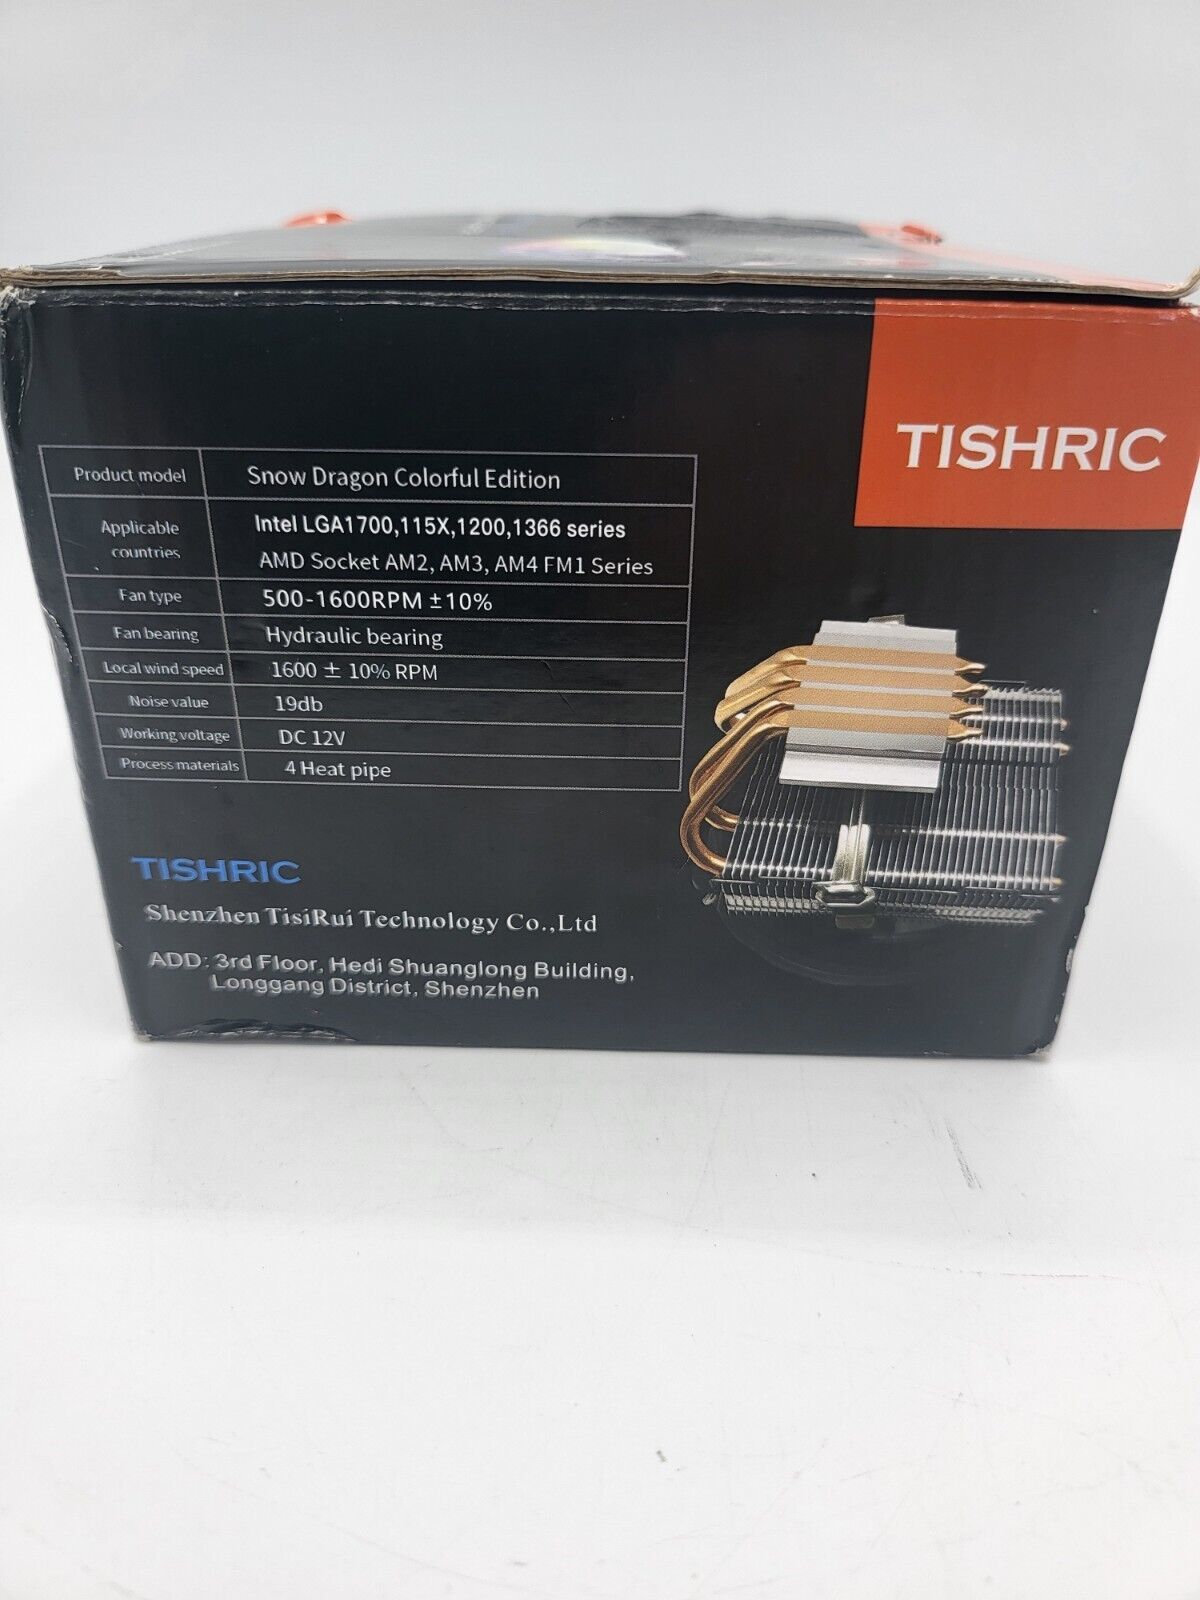 TISHRIC
Product model Snow Dragon Colorful Edition
Applicable countries Intel LGA1700,115X,1200,1366 series
AMD Socket AM2, AM3, AM4 FM1 Series
Fan type 500-1600RPM ±10%
Fan bearing Hydraulic bearing
Local wind speed 1600 ± 10% RPM
Noise value 19db
Working voltage DC 12V
Process materials 4 Heat pipe
TISHRIC
Shenzhen TisiRui Technology Co.,Ltd
ADD: 3rd Floor, Hedi Shuanglong Building,
Longgang District, Shenzhen